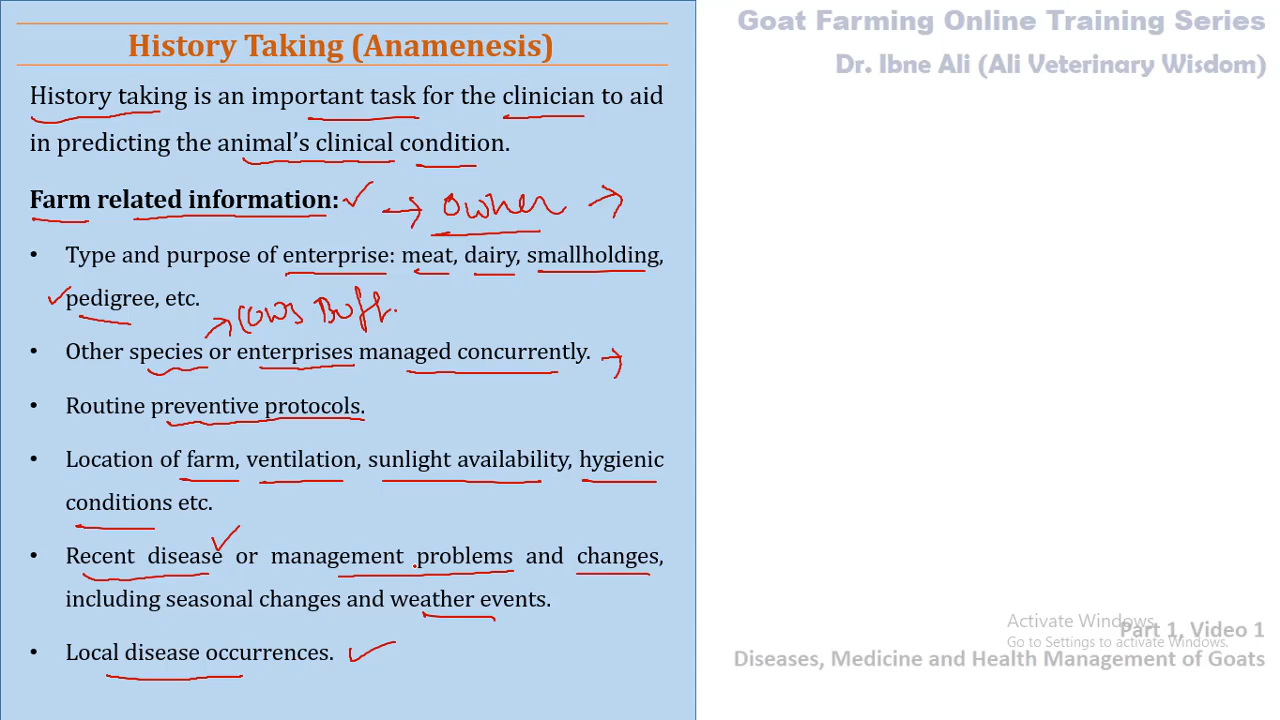 History Taking (Anamenesis)
History taking is an important task for the clinician to aid
in predicting the animal's clinical condition.
Farm related information: ✓ → Owner →
• Type and purpose of enterprise: meat, dairy, smallholding,
pedigree, etc.
→ Cows Buff.
• Other species or enterprises managed concurrently. →
• Routine preventive protocols.
• Location of farm, ventilation, sunlight availability, hygienic
conditions etc.
• Recent disease or management problems and changes,
including seasonal changes and weather events.
• Local disease occurrences.
Goat Farming Online Training Series
Dr. Ibne Ali (Ali Veterinary Wisdom)
Activate Windows
Part 1, Video 1
Go to Settings to activate Windows.
Diseases, Medicine and Health Management of Goats